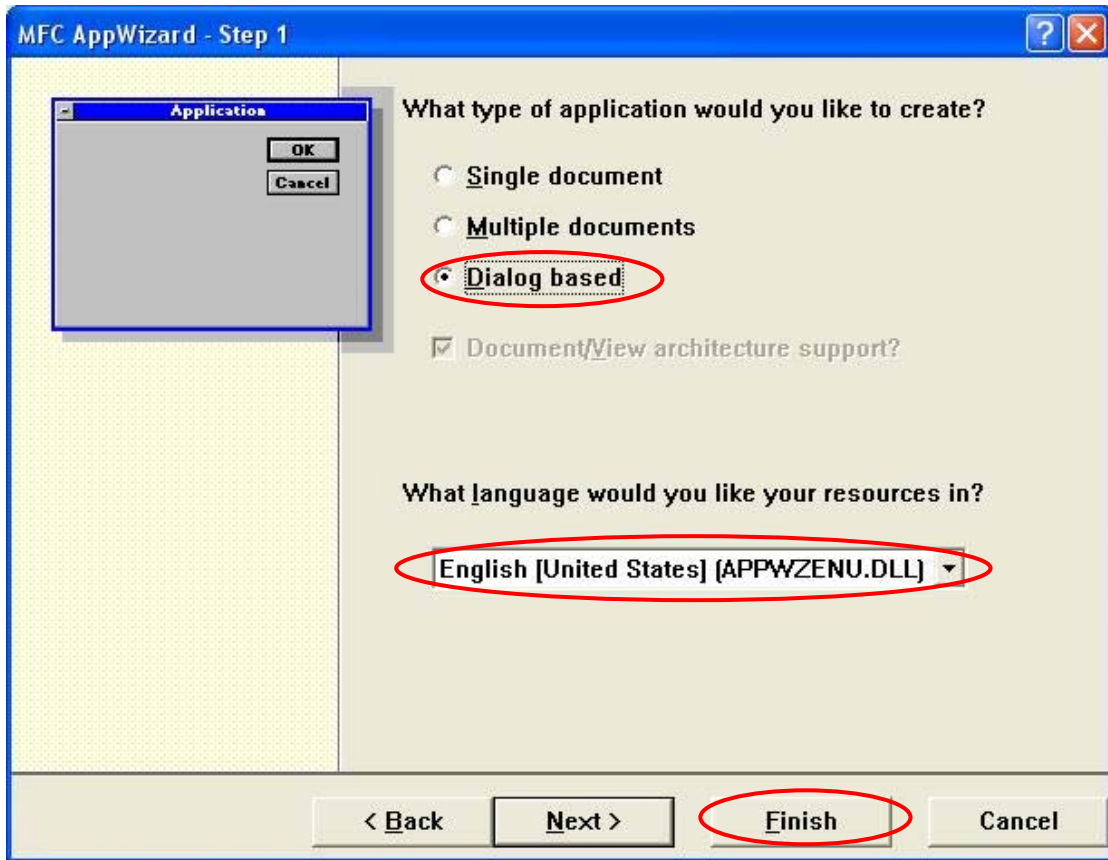 MFC AppWizard - Step 1
Application
OK
Cancel
What type of application would you like to create?
Single document
Multiple documents
Dialog based
Document/View architecture support?
What language would you like your resources in?
English [United States] (APPWZENU.DLL)
< Back Next > Finish Cancel